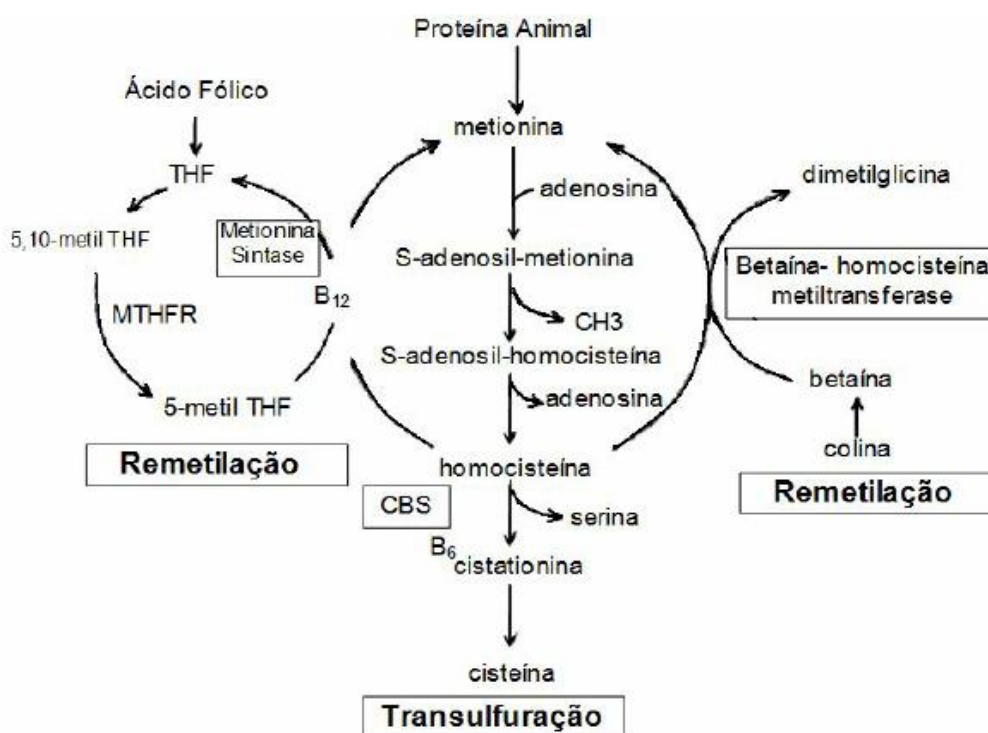 Proteína Animal
Ácido Fólico
metionina
THF
adenosina
dimetilglicina
5,10-metil THF
Metionina
Sintase
S-adenosil-metionina
Betaína- homocisteína
metiltransferase
B12
MTHFR
CH3
S-adenosil-homocisteína
betaína
adenosina
5-metil THF
colina
Remetilação
homocisteína
Remetilação
CBS
serina
B6
cistationina
cisteína
Transulfuração